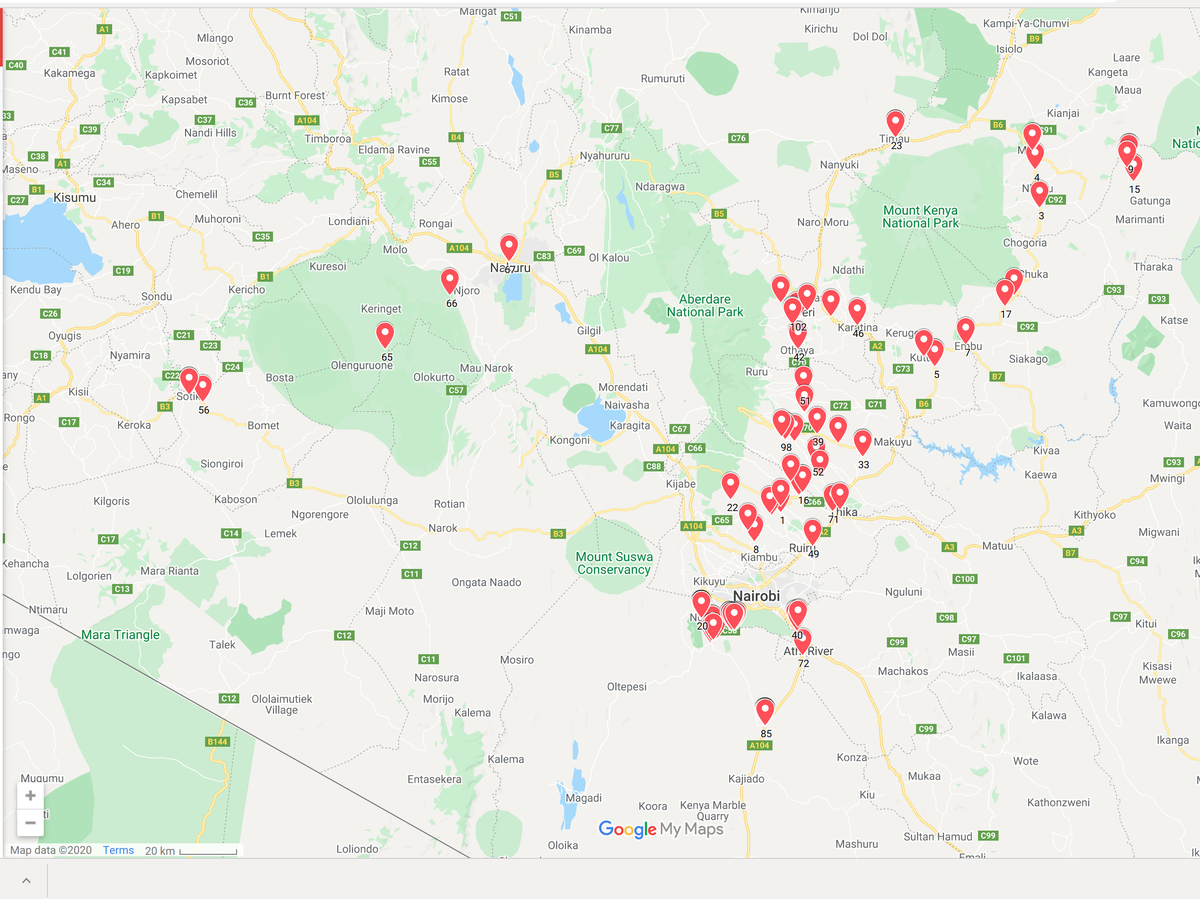 Marigat
C51
Kimanjo
A1
Mlango
Kinamba
Kirichu
Dol Dol
Kampi-Ya-Chumvi
B9
C41
Mosoriot
Isiolo
Laare
C40
Kakamega
Kapkoimet
Ratat
Rumuruti
Kangeta
Maua
Kapsabet
C36
Burnt Forest
Kimose
Kianjai
33
C37
A104
C77
B6
C91
C39
Nandi Hills
Timboroa
B4
C76
Timau
23
Eldama Ravine
Nyahururu
Natio
C38
A1
C55
Nanyuki
4
9
Maseno
C34
B5
Ndaragwa
15
B1
Kisumu
Chemelil
C92
Gatunga
C27
B1
Muhoroni
Londiani
Rongai
B5
Naro Moru
Mount Kenya
National Park
3
Marimanti
Ahero
C35
Molo
A104
C83
C69
Ol Kalou
Chogoria
C19
Kuresoi
Nakuru
67
Ndathi
Chuka
Tharaka
Kendu Bay
Sondu
Kericho
B1
Njoro
66
Aberdare
National Park
C93
C93
C26
Keringet
102
Karatina
46
17
C92
Katse
Oyugis
C21
Gilgil
Embu
7
C18
Nyamira
C23
65
A104
Othaya
42
A2
Siakago
C24
Olenguruone
Mau Narok
C70
C73
5
any
C22
Bosta
Olokurto
Ruru
B7
Kisii
Sotik
C57
Morendati
51
A1
B3
56
Naivasha
C72
C71
B6
Kamuwongo
Rongo
C17
Keroka
Bomet
Karagita
C67
98
39
Waita
Kongoni
A104
C66
Makuyu
33
Kivaa
Siongiroi
C88
52
C93
A3
B3
Kijabe
Kaewa
Mwingi
Kilgoris
Kaboson
Ololulunga
Rotian
22
16
C66
Ngorengore
C65
1
71
Thika
Kithyoko
C14
Lemek
Narok
B3
A104
A3
Migwani
C17
C12
8
Ruiru
49
A3
Matuu
B7
Kehancha
Mara Rianta
Mount Suswa
Conservancy
Kiambu
C94
Lolgorien
C11
Ongata Naado
Kikuyu
C100
C13
Nairobi
Nguluni
Ntimaru
Maji Moto
20
C98
Kitui
mwaga
Mara Triangle
C12
40
C99
C97
C97
C96
Talek
Athi River
Masii
ngo
C11
Mosiro
72
Machakos
C101
Kisasi
Narosura
Oltepesi
Ikalaasa
Mwewe
C12
Ololaimutiek
Village
Morijo
Kalema
85
Kalawa
B144
A104
C99
Ikanga
Kalema
Konza
Wote
Entasekera
Kajiado
Mukaa
Magadi
Koora
Kenya Marble
Quarry
Kiu
Kathonzweni
Google My Maps
Sultan Hamud
C99
Map data ©2020
Terms
20 km
Loliondo
Oloika
Mashuru
Emali